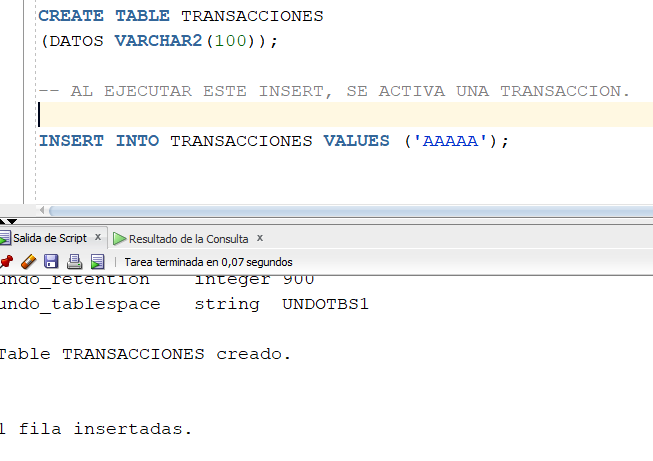 CREATE TABLE TRANSACCIONES
(DATOS VARCHAR2(100));
-- AL EJECUTAR ESTE INSERT, SE ACTIVA UNA TRANSACCION.
INSERT INTO TRANSACCIONES VALUES ('AAAAA');
Salida de Script x Resultado de la Consulta x
Tarea terminada en 0,07 segundos
undo_retention integer 900
undo_tablespace string UNDOTBS1
Table TRANSACCIONES creado.
1 fila insertadas.